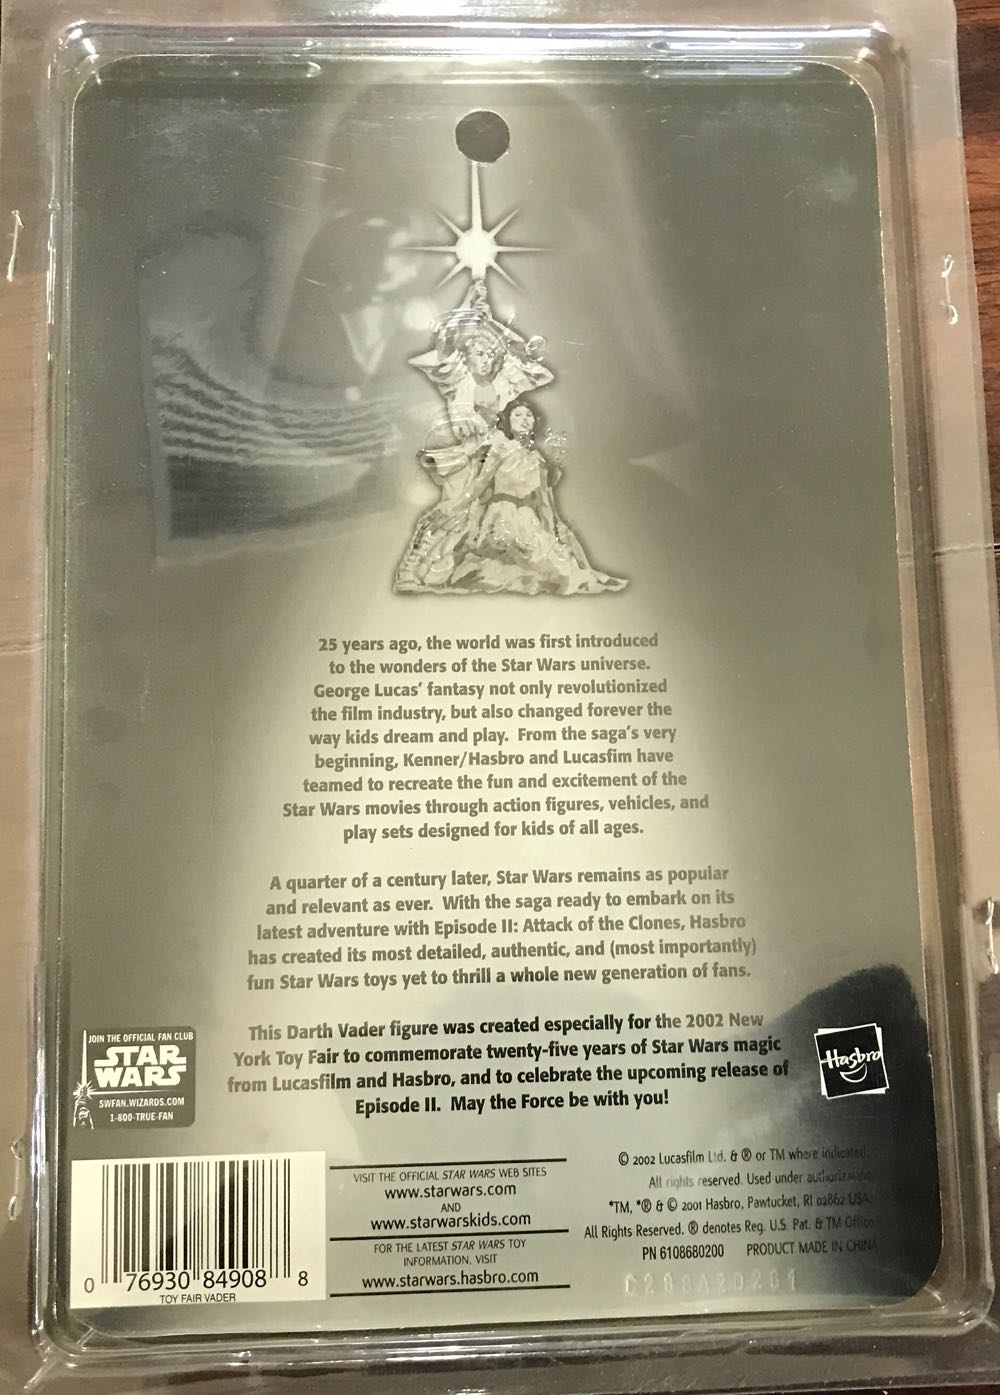 25 years ago, the world was first introduced
to the wonders of the Star Wars universe.
George Lucas' fantasy not only revolutionized
the film industry, but also changed forever the
way kids dream and play. From the saga's very
beginning, Kenner/Hasbro and Lucasfim have
teamed to recreate the fun and excitement of the
Star Wars movies through action figures, vehicles, and
play sets designed for kids of all ages.
A quarter of a century later, Star Wars remains as popular
and relevant as ever. With the saga ready to embark on its
latest adventure with Episode II: Attack of the Clones, Hasbro
has created its most detailed, authentic, and (most importantly)
fun Star Wars toys yet to thrill a whole new generation of fans.
This Darth Vader figure was created especially for the 2002 New
York Toy Fair to commemorate twenty-five years of Star Wars magic
from Lucasfilm and Hasbro, and to celebrate the upcoming release of
Episode II. May the Force be with you!
JOIN THE OFFICIAL FAN CLUB
STAR
WARS
SWFAN.WIZARDS.COM
1-800-TRUE-FAN
Hasbro
0 76930 84908 8
TOY FAIR VADER
VISIT THE OFFICIAL STAR WARS WEB SITES
www.starwars.com
AND
www.starwarskids.com
FOR THE LATEST STAR WARS TOY
INFORMATION, VISIT
www.starwars.hasbro.com
© 2002 Lucasfilm Ltd. & ® or TM where indicated.
All rights reserved. Used under authorization.
*TM, *® & © 2001 Hasbro, Pawtucket, RI 02862 USA.
All Rights Reserved. ® denotes Reg. U.S. Pat. & TM Office.
PN 6108680200 PRODUCT MADE IN CHINA